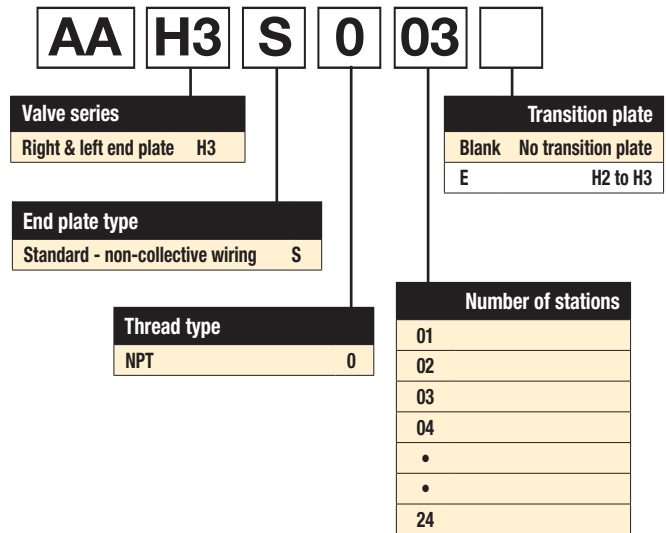 AA H3 S 0 03
Valve series
Right & left end plate H3
Transition plate
Blank No transition plate
E H2 to H3
End plate type
Standard - non-collective wiring S
Thread type
NPT 0
Number of stations
01
02
03
04
•
•
24